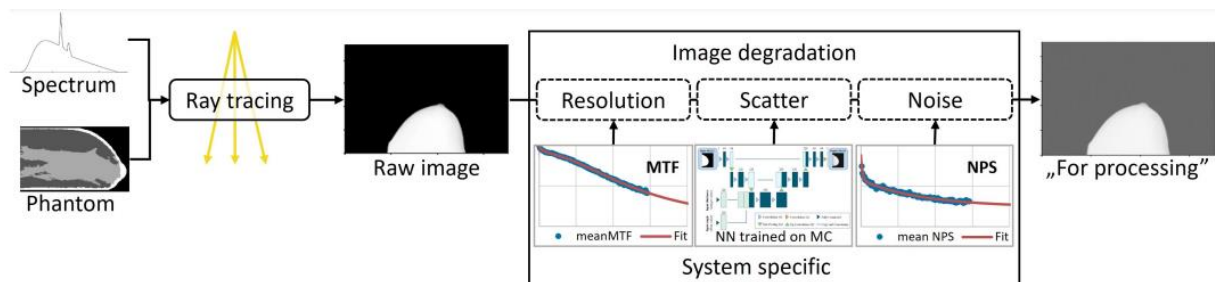 Spectrum
Phantom
Ray tracing
Raw image
Image degradation
Resolution
Scatter
Noise
MTF
meanMTF
Fit
NN trained on MC
NPS
mean NPS
Fit
System specific
„For processing”